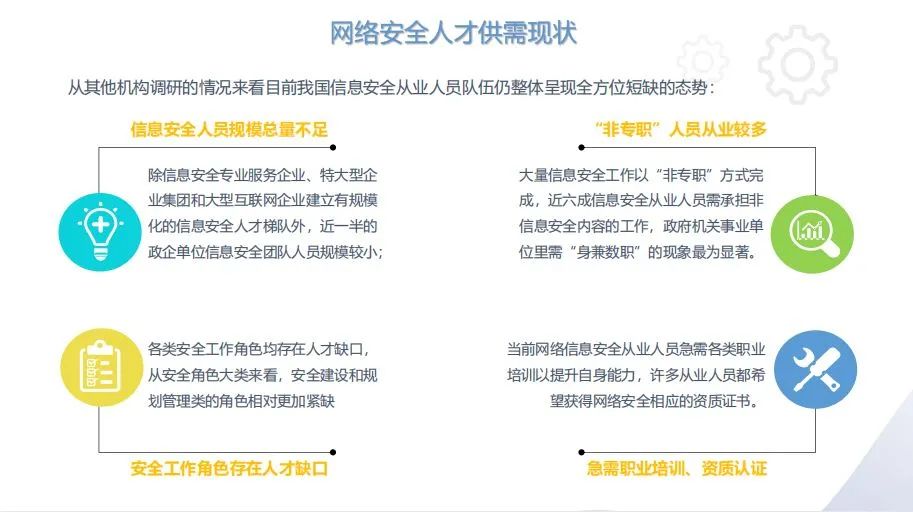 网络安全人才供需现状
从其他机构调研的情况来看目前我国信息安全从业人员队伍仍整体呈现全方位短缺的态势：
信息安全人员规模总量不足
除信息安全专业服务企业、特大型企
业集团和大型互联网企业建立有规模
化的信息安全人才梯队外，近一半的
政企单位信息安全团队人员规模较小；
“非专职”人员从业较多
大量信息安全工作以“非专职”方式完
成，近六成信息安全从业人员需承担非
信息安全内容的工作，政府机关事业单
位里需“身兼数职”的现象最为显著。
各类安全工作角色均存在人才缺口，
从安全角色大类来看，安全建设和规
划管理类的角色相对更加紧缺
安全工作角色存在人才缺口
当前网络信息安全从业人员急需各类职业
培训以提升自身能力，许多从业人员都希
望获得网络安全相应的资质证书。
急需职业培训、资质认证